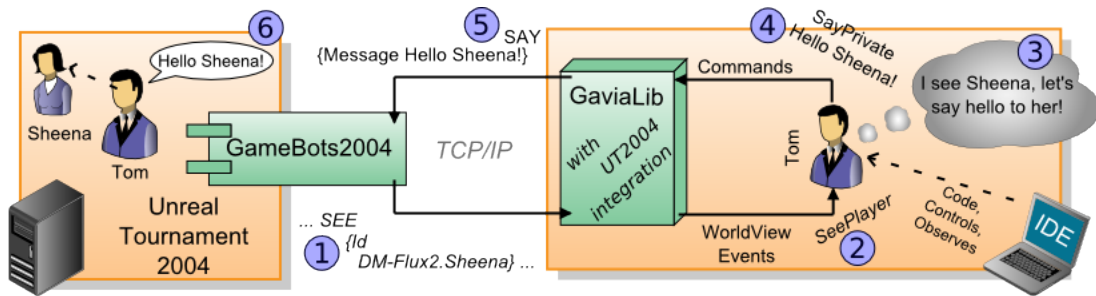 6
Hello Sheena!
Sheena
Tom
Unreal
Tournament
2004
GameBots2004
5
SAY
{Message Hello Sheena!}
TCP/IP
... SEE
1
{Id
DM-Flux2.Sheena} ...
GaviaLib
with
UT2004
integration
4
SayPrivate
Hello Sheena!
Commands
3
I see Sheena, let's
say hello to her!
Tom
WorldView
Events
SeePlayer
2
Code,
Controls,
Observes
IDE